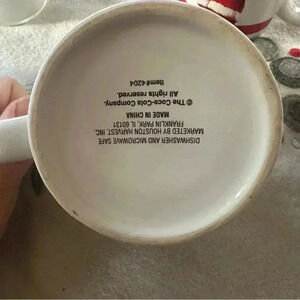 DISHWASHER AND MICROWAVE SAFE
MARKETED BY HOUSTON HARVEST, INC.
FRANKLIN PARK, IL 60131
MADE IN CHINA
© The Coca-Cola Company.
All rights reserved.
Item#4204